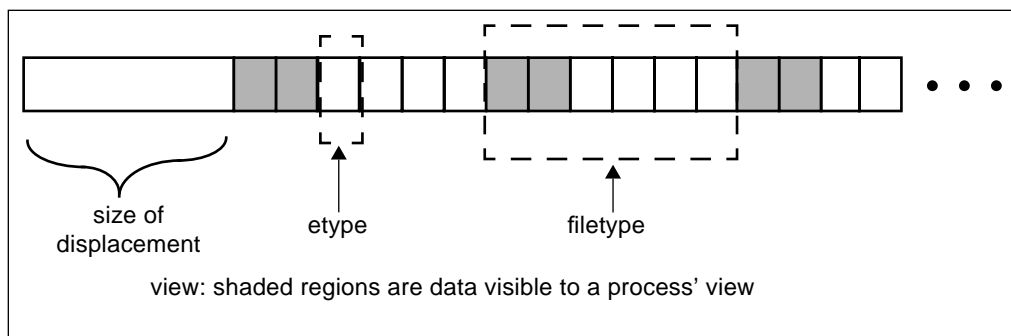 size of
displacement
etype
filetype
view: shaded regions are data visible to a process’ view